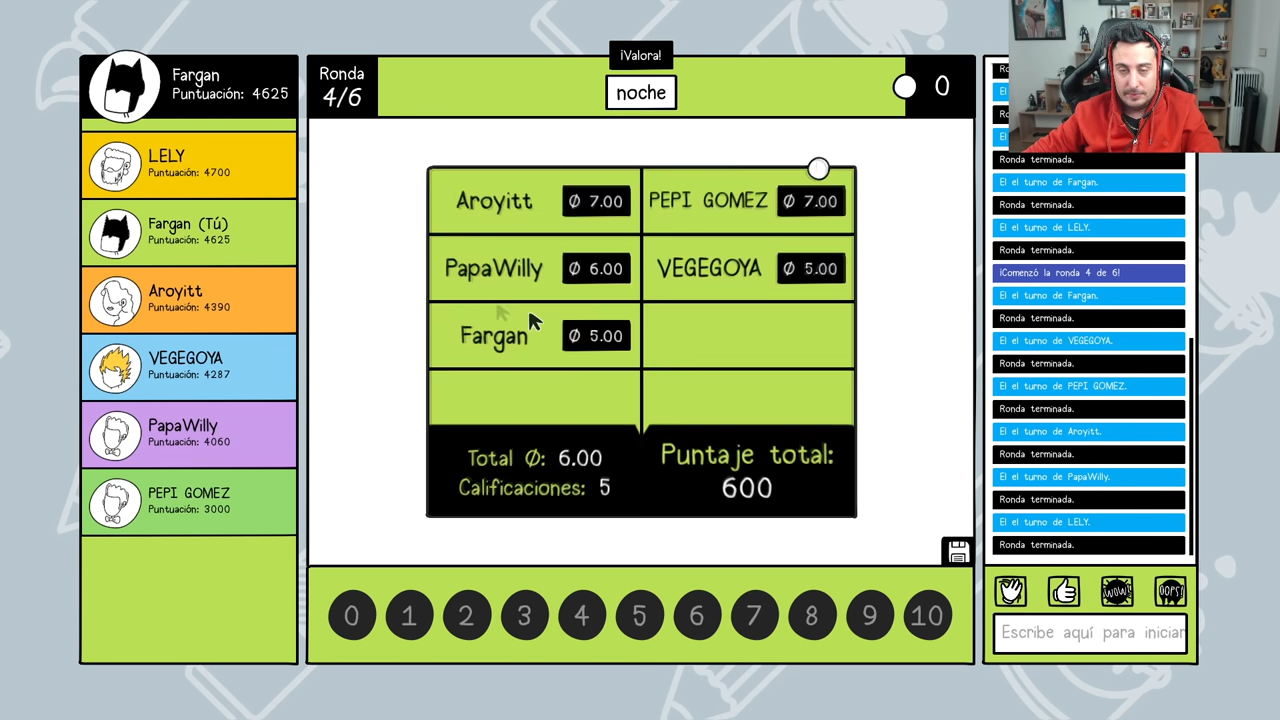 Fargan
Puntuación: 4625
LELY
Puntuación: 4700
Fargan (Tú)
Puntuación: 4625
Aroyitt
Puntuación: 4390
VEGEGOYA
Puntuación: 4287
PapaWilly
Puntuación: 4060
PEPI GOMEZ
Puntuación: 3000
Ronda
4/6
¡Valora!
noche
0
Aroyitt Ø 7.00
PEPI GOMEZ Ø 7.00
PapaWilly Ø 6.00
VEGEGOYA Ø 5.00
Fargan Ø 5.00
Total Ø: 6.00
Calificaciones: 5
Puntaje total:
600
0 1 2 3 4 5 6 7 8 9 10
Ronda terminada.
El el turno de Fargan.
Ronda terminada.
El el turno de LELY.
Ronda terminada.
¡Comenzó la ronda 4 de 6!
El el turno de Fargan.
Ronda terminada.
El el turno de VEGEGOYA.
Ronda terminada.
El el turno de PEPI GOMEZ.
Ronda terminada.
El el turno de Aroyitt.
Ronda terminada.
El el turno de PapaWilly.
Ronda terminada.
El el turno de LELY.
Ronda terminada.
WOW!
OOPS!
Escribe aquí para iniciar